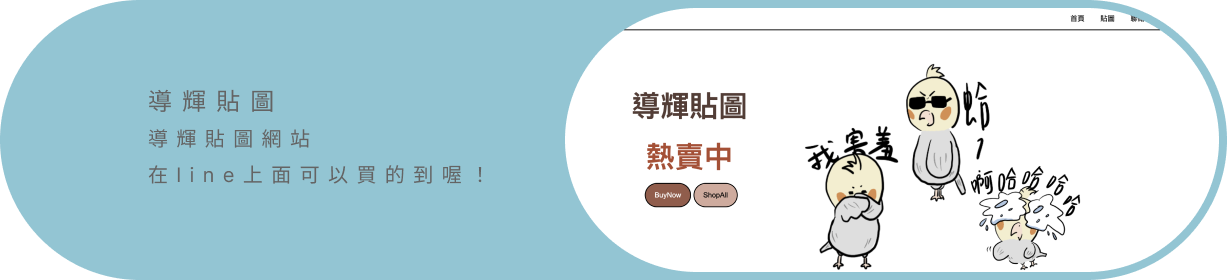 導輝貼圖
導輝貼圖網站
在line上面可以買的到喔！
首頁
貼圖
導輝貼圖
熱賣中
BuyNow
ShopAll
蛤
我害羞
啊哈哈哈哈